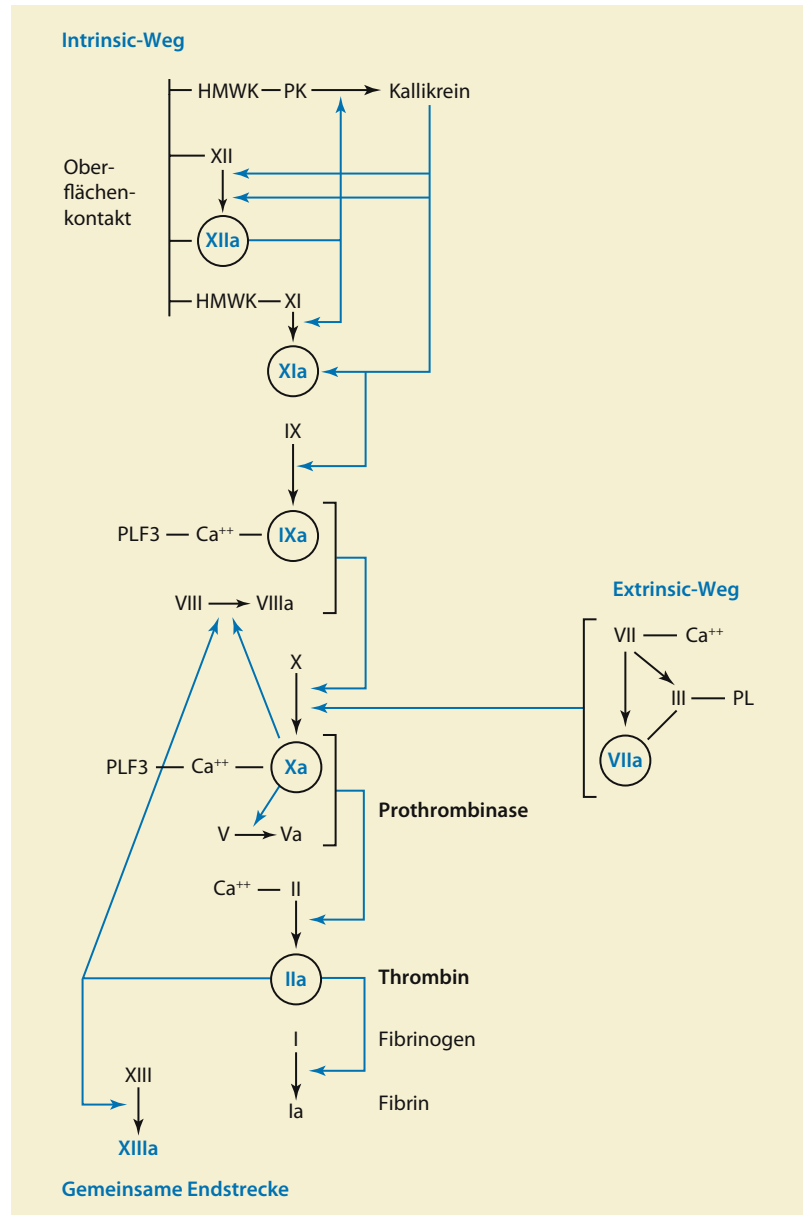 Intrinsic-Weg
HMWK PK Kallikrein
Ober-
flächen-
kontakt
XII
XIIa
HMWK XI
XIa
IX
PLF3 Ca⁺⁺ IXa
VIII VIIIa
Extrinsic-Weg
VII Ca⁺⁺
III PL
VIIa
X
PLF3 Ca⁺⁺ Xa
Prothrombinase
V Va
Ca⁺⁺ II
IIa Thrombin
I Fibrinogen
Ia Fibrin
XIII
XIIIa
Gemeinsame Endstrecke